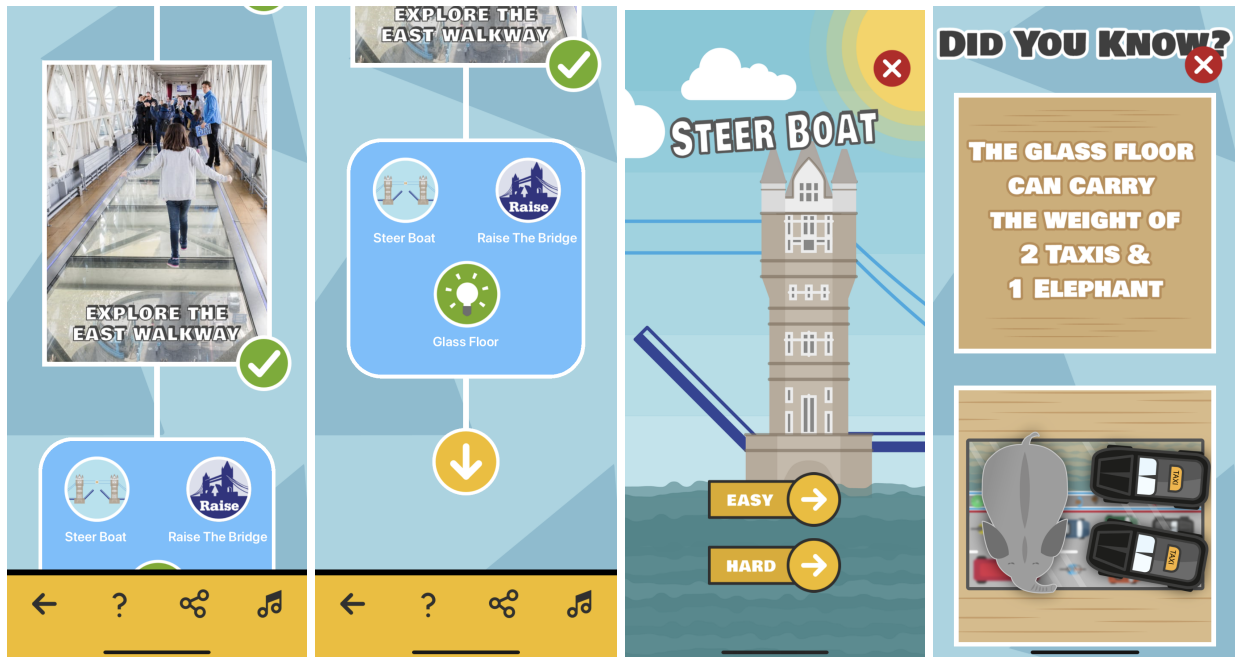 EXPLORE THE
EAST WALKWAY
Steer Boat
Raise
Raise The Bridge
?
EXPLORE THE
EAST WALKWAY
Steer Boat
Raise
Raise The Bridge
Glass Floor
?
STEER BOAT
EASY
HARD
DID YOU KNOW?
THE GLASS FLOOR
CAN CARRY
THE WEIGHT OF
2 TAXIS &
1 ELEPHANT
TAXI
TAXI